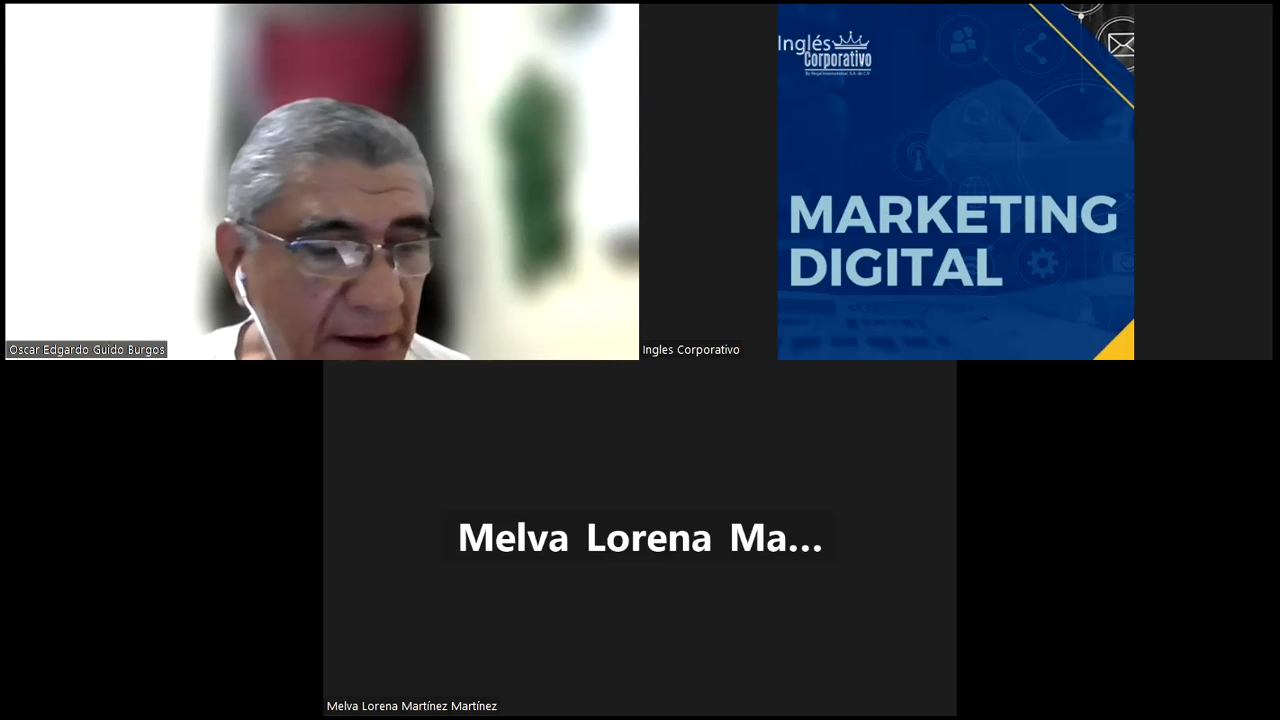 Inglés
Corporativo
MARKETING
DIGITAL
Oscar Edgardo Guido Burgos
Ingles Corporativo
Melva Lorena Ma...
Melva Lorena Martínez Martínez